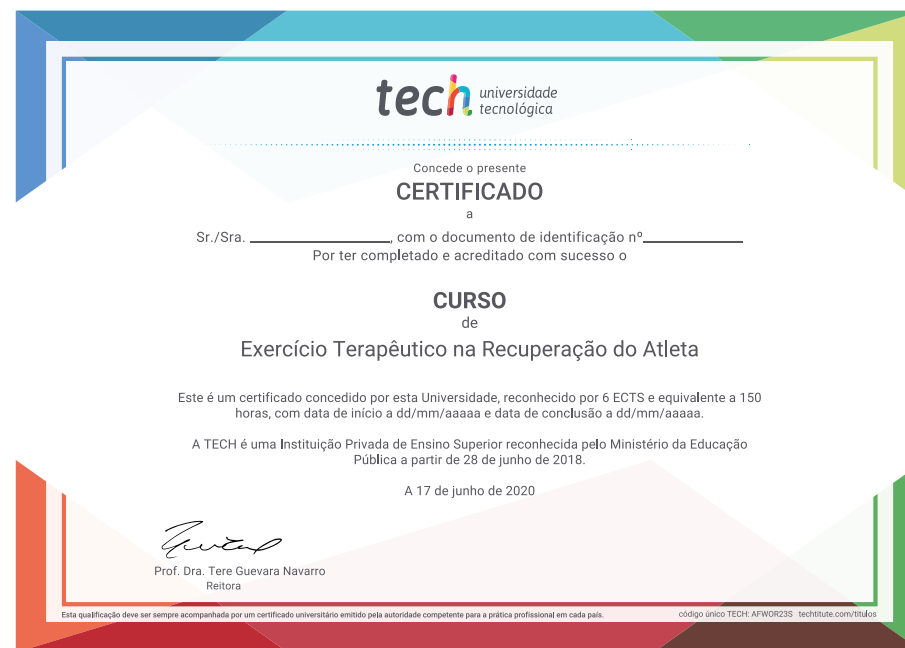 tech universidade
tecnológica
Concede o presente
CERTIFICADO
a
Sr./Sra. ________________, com o documento de identificação nº____________
Por ter completado e acreditado com sucesso o
CURSO
de
Exercício Terapêutico na Recuperação do Atleta
Este é um certificado concedido por esta Universidade, reconhecido por 6 ECTS e equivalente a 150
horas, com data de início a dd/mm/aaaaa e data de conclusão a dd/mm/aaaaa.
A TECH é uma Instituição Privada de Ensino Superior reconhecida pelo Ministério da Educação
Pública a partir de 28 de junho de 2018.
A 17 de junho de 2020
Prof. Dra. Tere Guevara Navarro
Reitora
Esta qualificação deve ser sempre acompanhada por um certificado universitário emitido pela autoridade competente para a prática profissional em cada país.
código único TECH: AFWOR23S techtitute.com/titulos